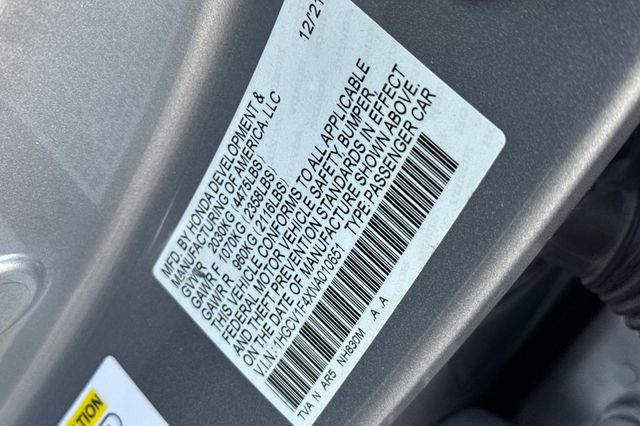 MFD. BY HONDA DEVELOPMENT &
MANUFACTURING OF AMERICA, LLC
12/'21
GVWR 2030KG (4475LBS)
GAWR F 1070KG (2358LBS)
GAWR R 960KG (2116LBS)
THIS VEHICLE CONFORMS TO ALL APPLICABLE
FEDERAL MOTOR VEHICLE SAFETY, BUMPER,
AND THEFT PREVENTION STANDARDS IN EFFECT
ON THE DATE OF MANUFACTURE SHOWN ABOVE.
V.I.N.: TYPE: PASSENGER CAR
TVA N AR5 NH830M A A